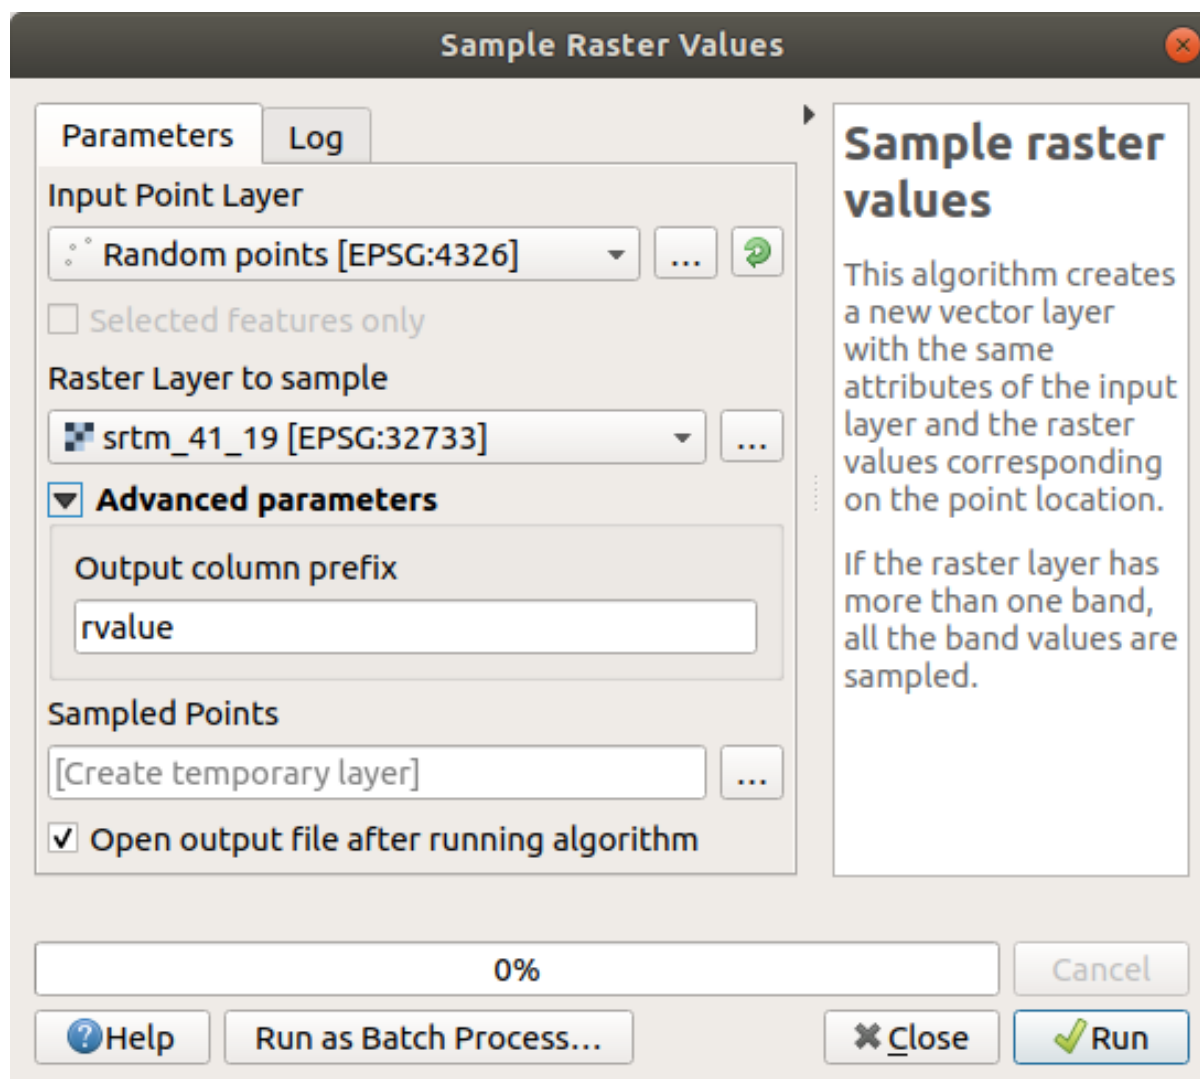 Sample Raster Values
Parameters
Log
Input Point Layer
Random points [EPSG:4326]
...
Selected features only
Raster Layer to sample
srtm_41_19 [EPSG:32733]
...
Advanced parameters
Output column prefix
rvalue
Sampled Points
[Create temporary layer]
...
Open output file after running algorithm
Sample raster
values
This algorithm creates
a new vector layer
with the same
attributes of the input
layer and the raster
values corresponding
on the point location.
If the raster layer has
more than one band,
all the band values are
sampled.
0%
Cancel
Help
Run as Batch Process...
Close
Run